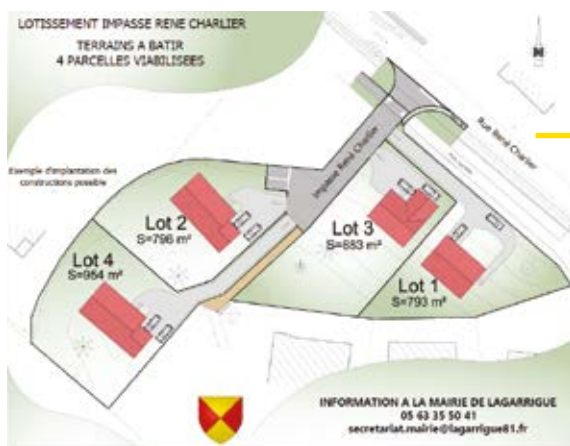 LOTISSEMENT IMPASSE RENE CHARLIER
TERRAINS A BATIR
4 PARCELLES VIABILISEES
N
Rue René Charlier
Impasse René Charlier
Exemple d'implantation des
constructions possible
Lot 2
S=796 m²
Lot 3
S=883 m²
Lot 4
S=954 m²
Lot 1
S=793 m²
INFORMATION A LA MAIRIE DE LAGARRIGUE
05 63 35 50 41
secretariat.mairie@lagarrigue81.fr